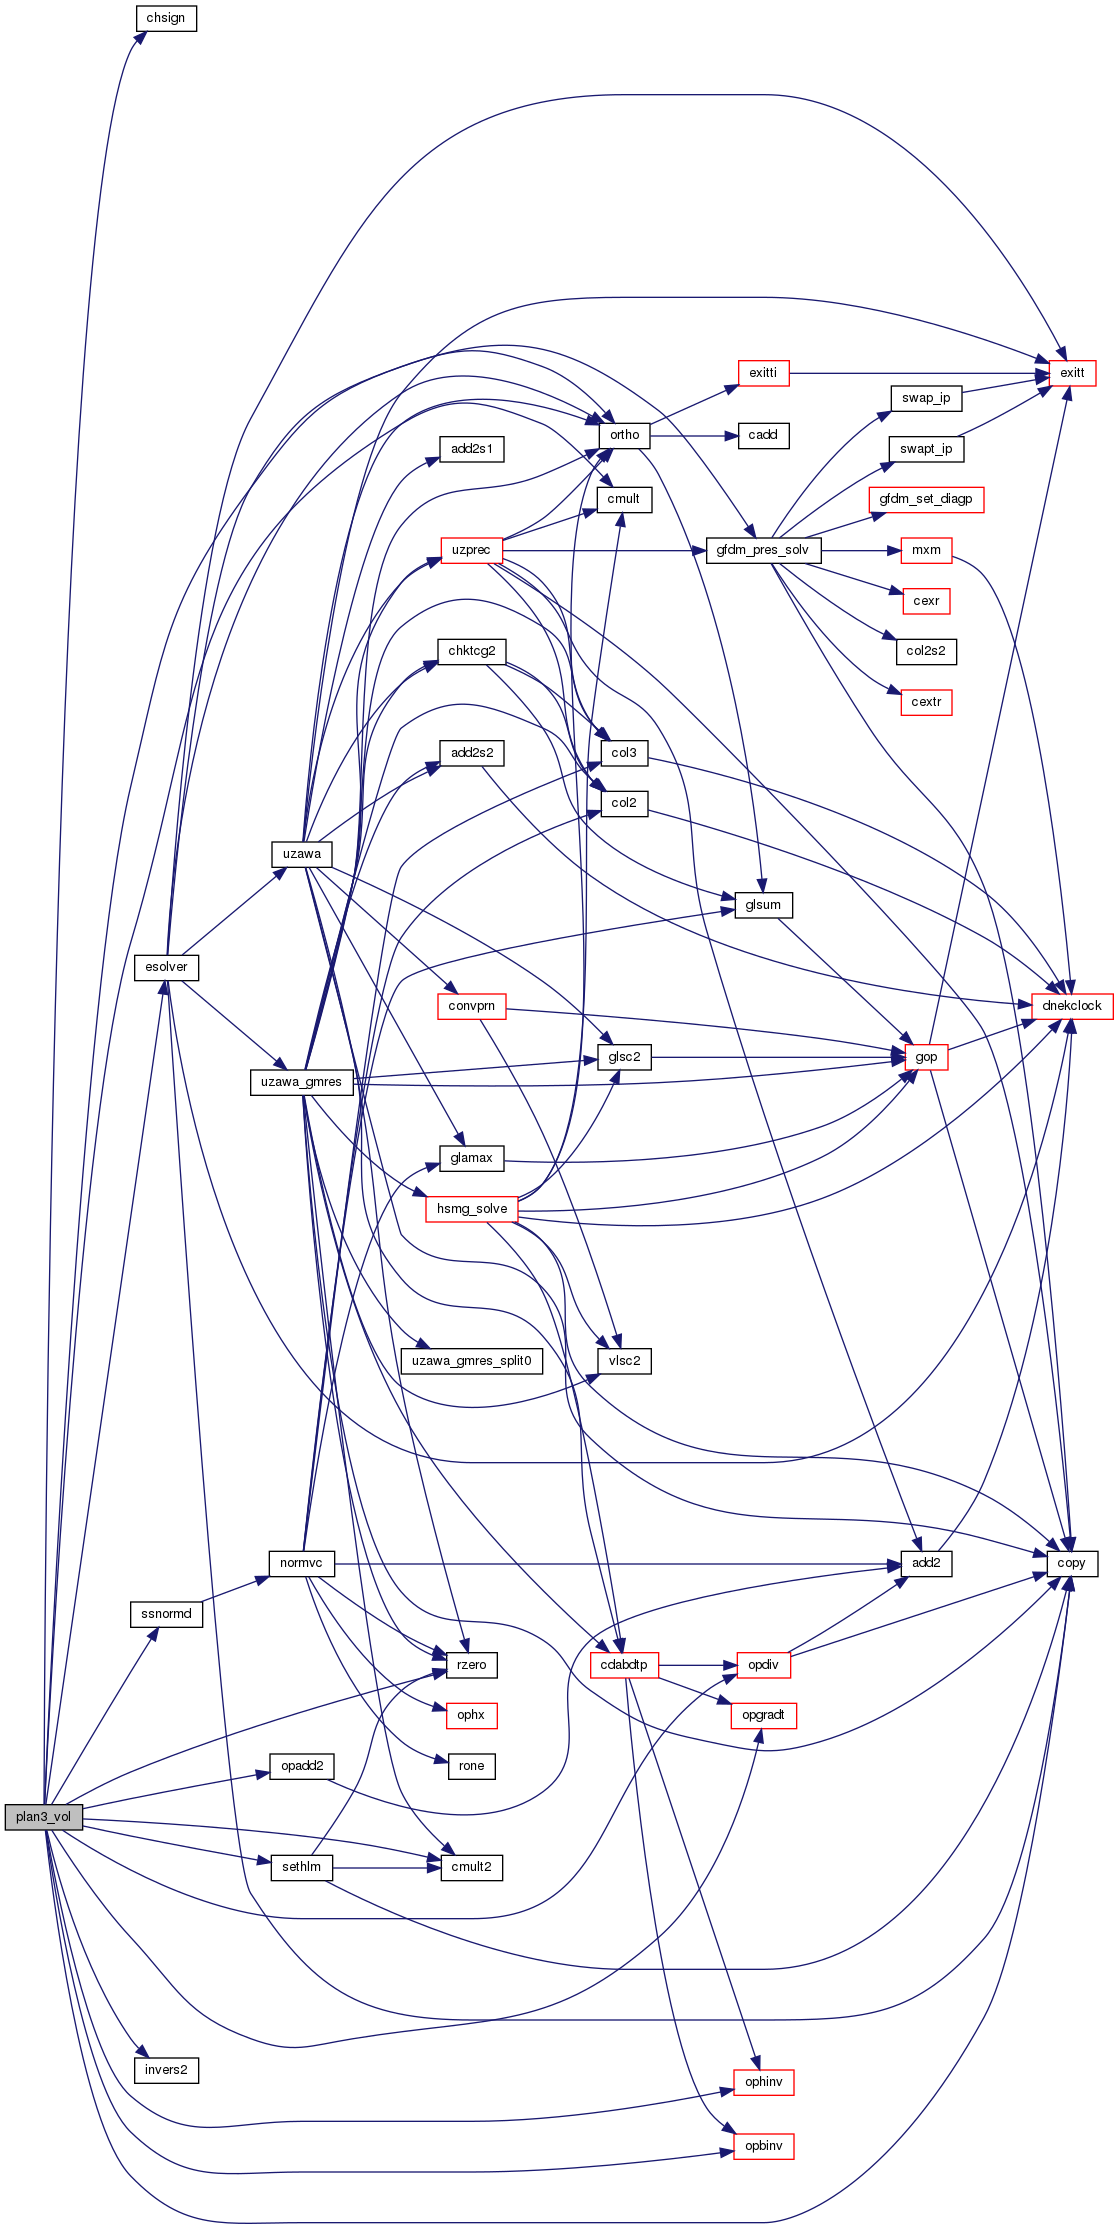 chsign
exitt
exitti
swap_ip
ortho
cadd
add2s1
swapt_ip
cmult
gfdm_set_diagp
uzprec
gfdm_pres_solv
mxm
cexr
chktcg2
col2s2
cextr
add2s2
col3
col2
uzawa
glsum
esolver
convprn
dnekclock
glsc2
gop
uzawa_gmres
glamax
hsmg_solve
uzawa_gmres_split0
vlsc2
normvc
add2
copy
ssnormd
rzero
cdabdtp
opdiv
ophx
opgradt
opadd2
rone
plan3_vol
sethlm
cmult2
invers2
ophinv
opbinv